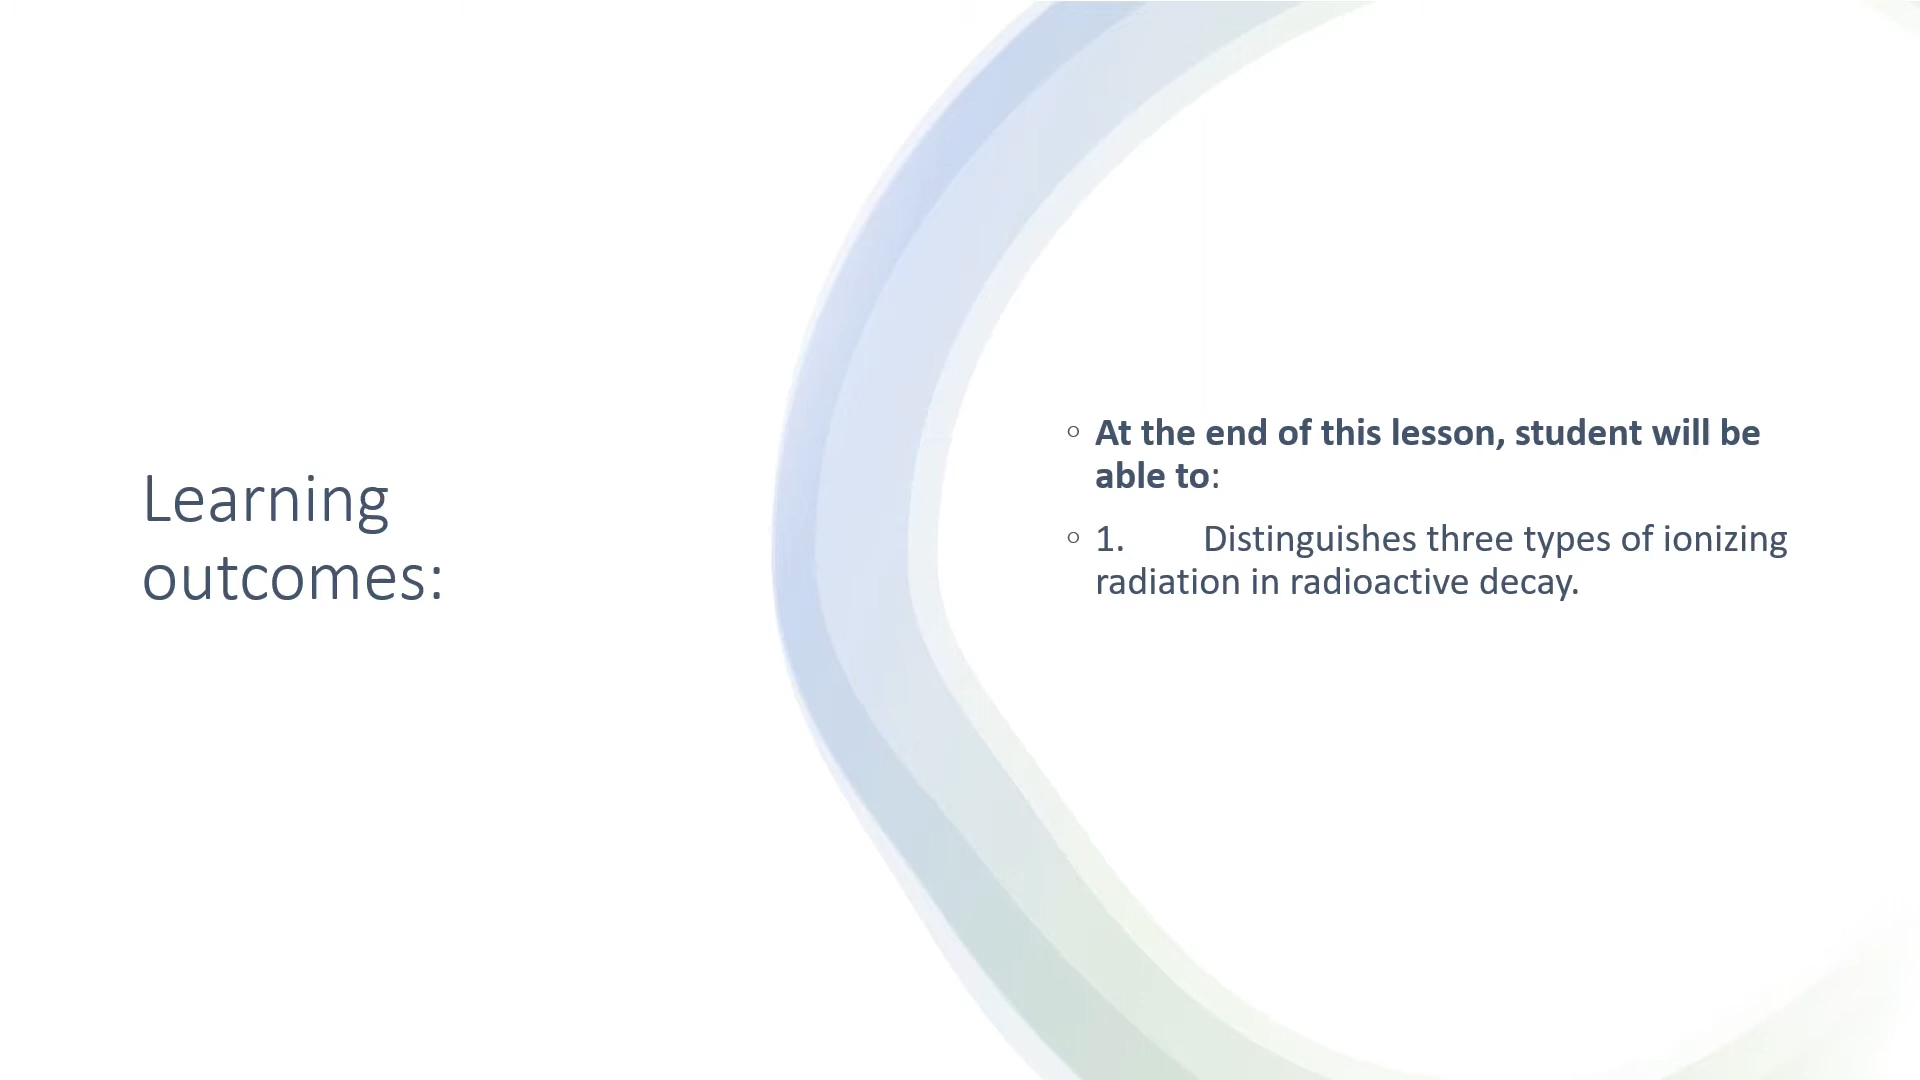 Learning
outcomes:
○ At the end of this lesson, student will be
able to:
○ 1. Distinguishes three types of ionizing
radiation in radioactive decay.